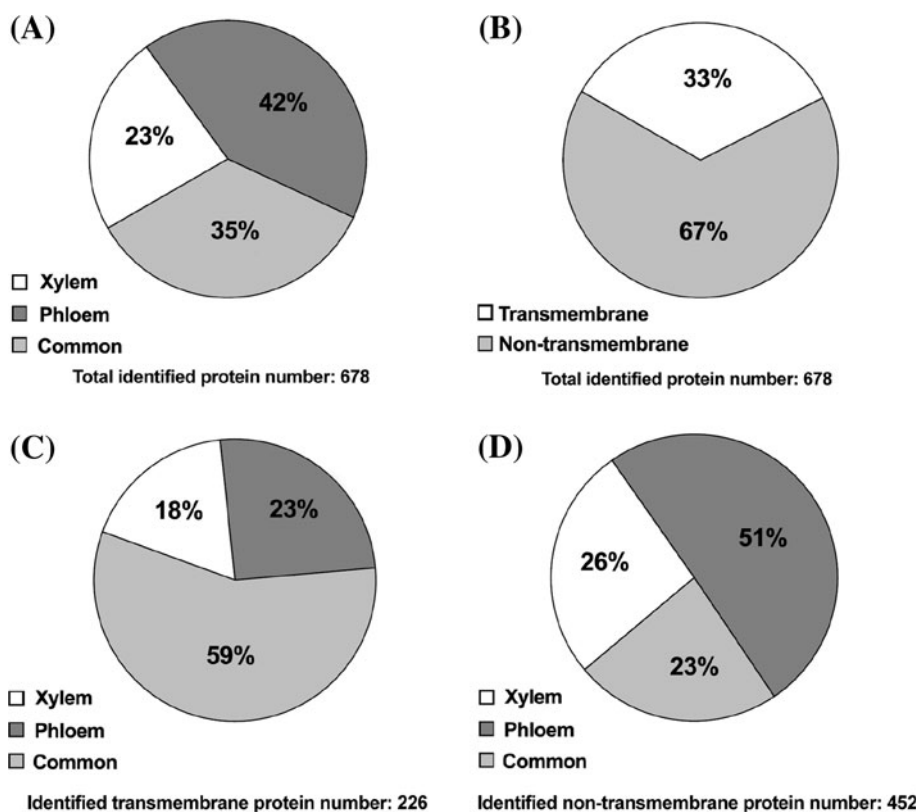 (A)
42%
23%
35%
Xylem
Phloem
Common
Total identified protein number: 678
(B)
33%
67%
Transmembrane
Non-transmembrane
Total identified protein number: 678
(C)
18%
23%
59%
Xylem
Phloem
Common
Identified transmembrane protein number: 226
(D)
51%
26%
23%
Xylem
Phloem
Common
Identified non-transmembrane protein number: 452